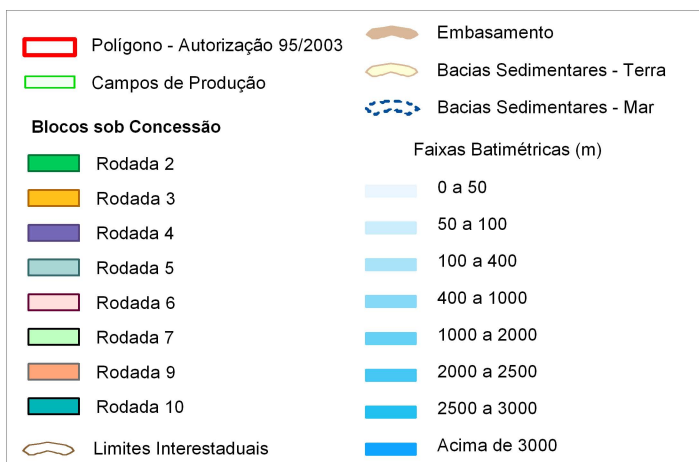 Polígono - Autorização 95/2003
Campos de Produção
Blocos sob Concessão
Rodada 2
Rodada 3
Rodada 4
Rodada 5
Rodada 6
Rodada 7
Rodada 9
Rodada 10
Limites Interestaduais
Embasamento
Bacias Sedimentares - Terra
Bacias Sedimentares - Mar
Faixas Batimétricas (m)
0 a 50
50 a 100
100 a 400
400 a 1000
1000 a 2000
2000 a 2500
2500 a 3000
Acima de 3000